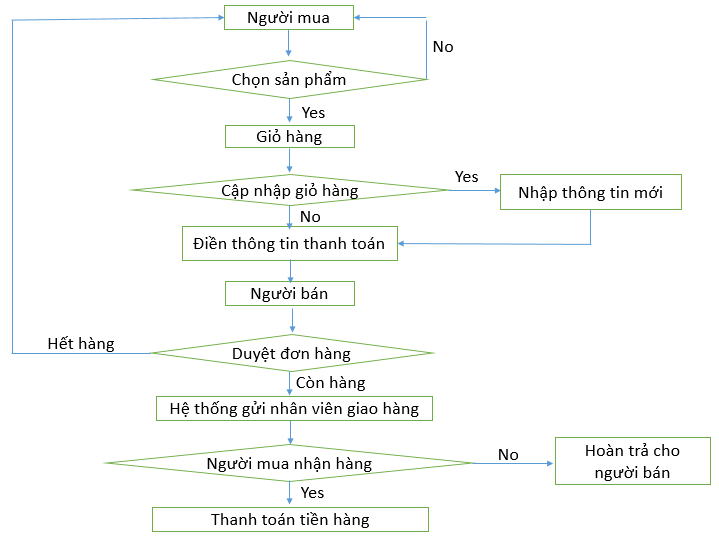 Người mua
No
Chọn sản phẩm
Yes
Giỏ hàng
Cập nhập giỏ hàng
Yes
Nhập thông tin mới
No
Điền thông tin thanh toán
Người bán
Hết hàng
Duyệt đơn hàng
Còn hàng
Hệ thống gửi nhân viên giao hàng
Người mua nhận hàng
No
Hoàn trả cho
người bán
Yes
Thanh toán tiền hàng